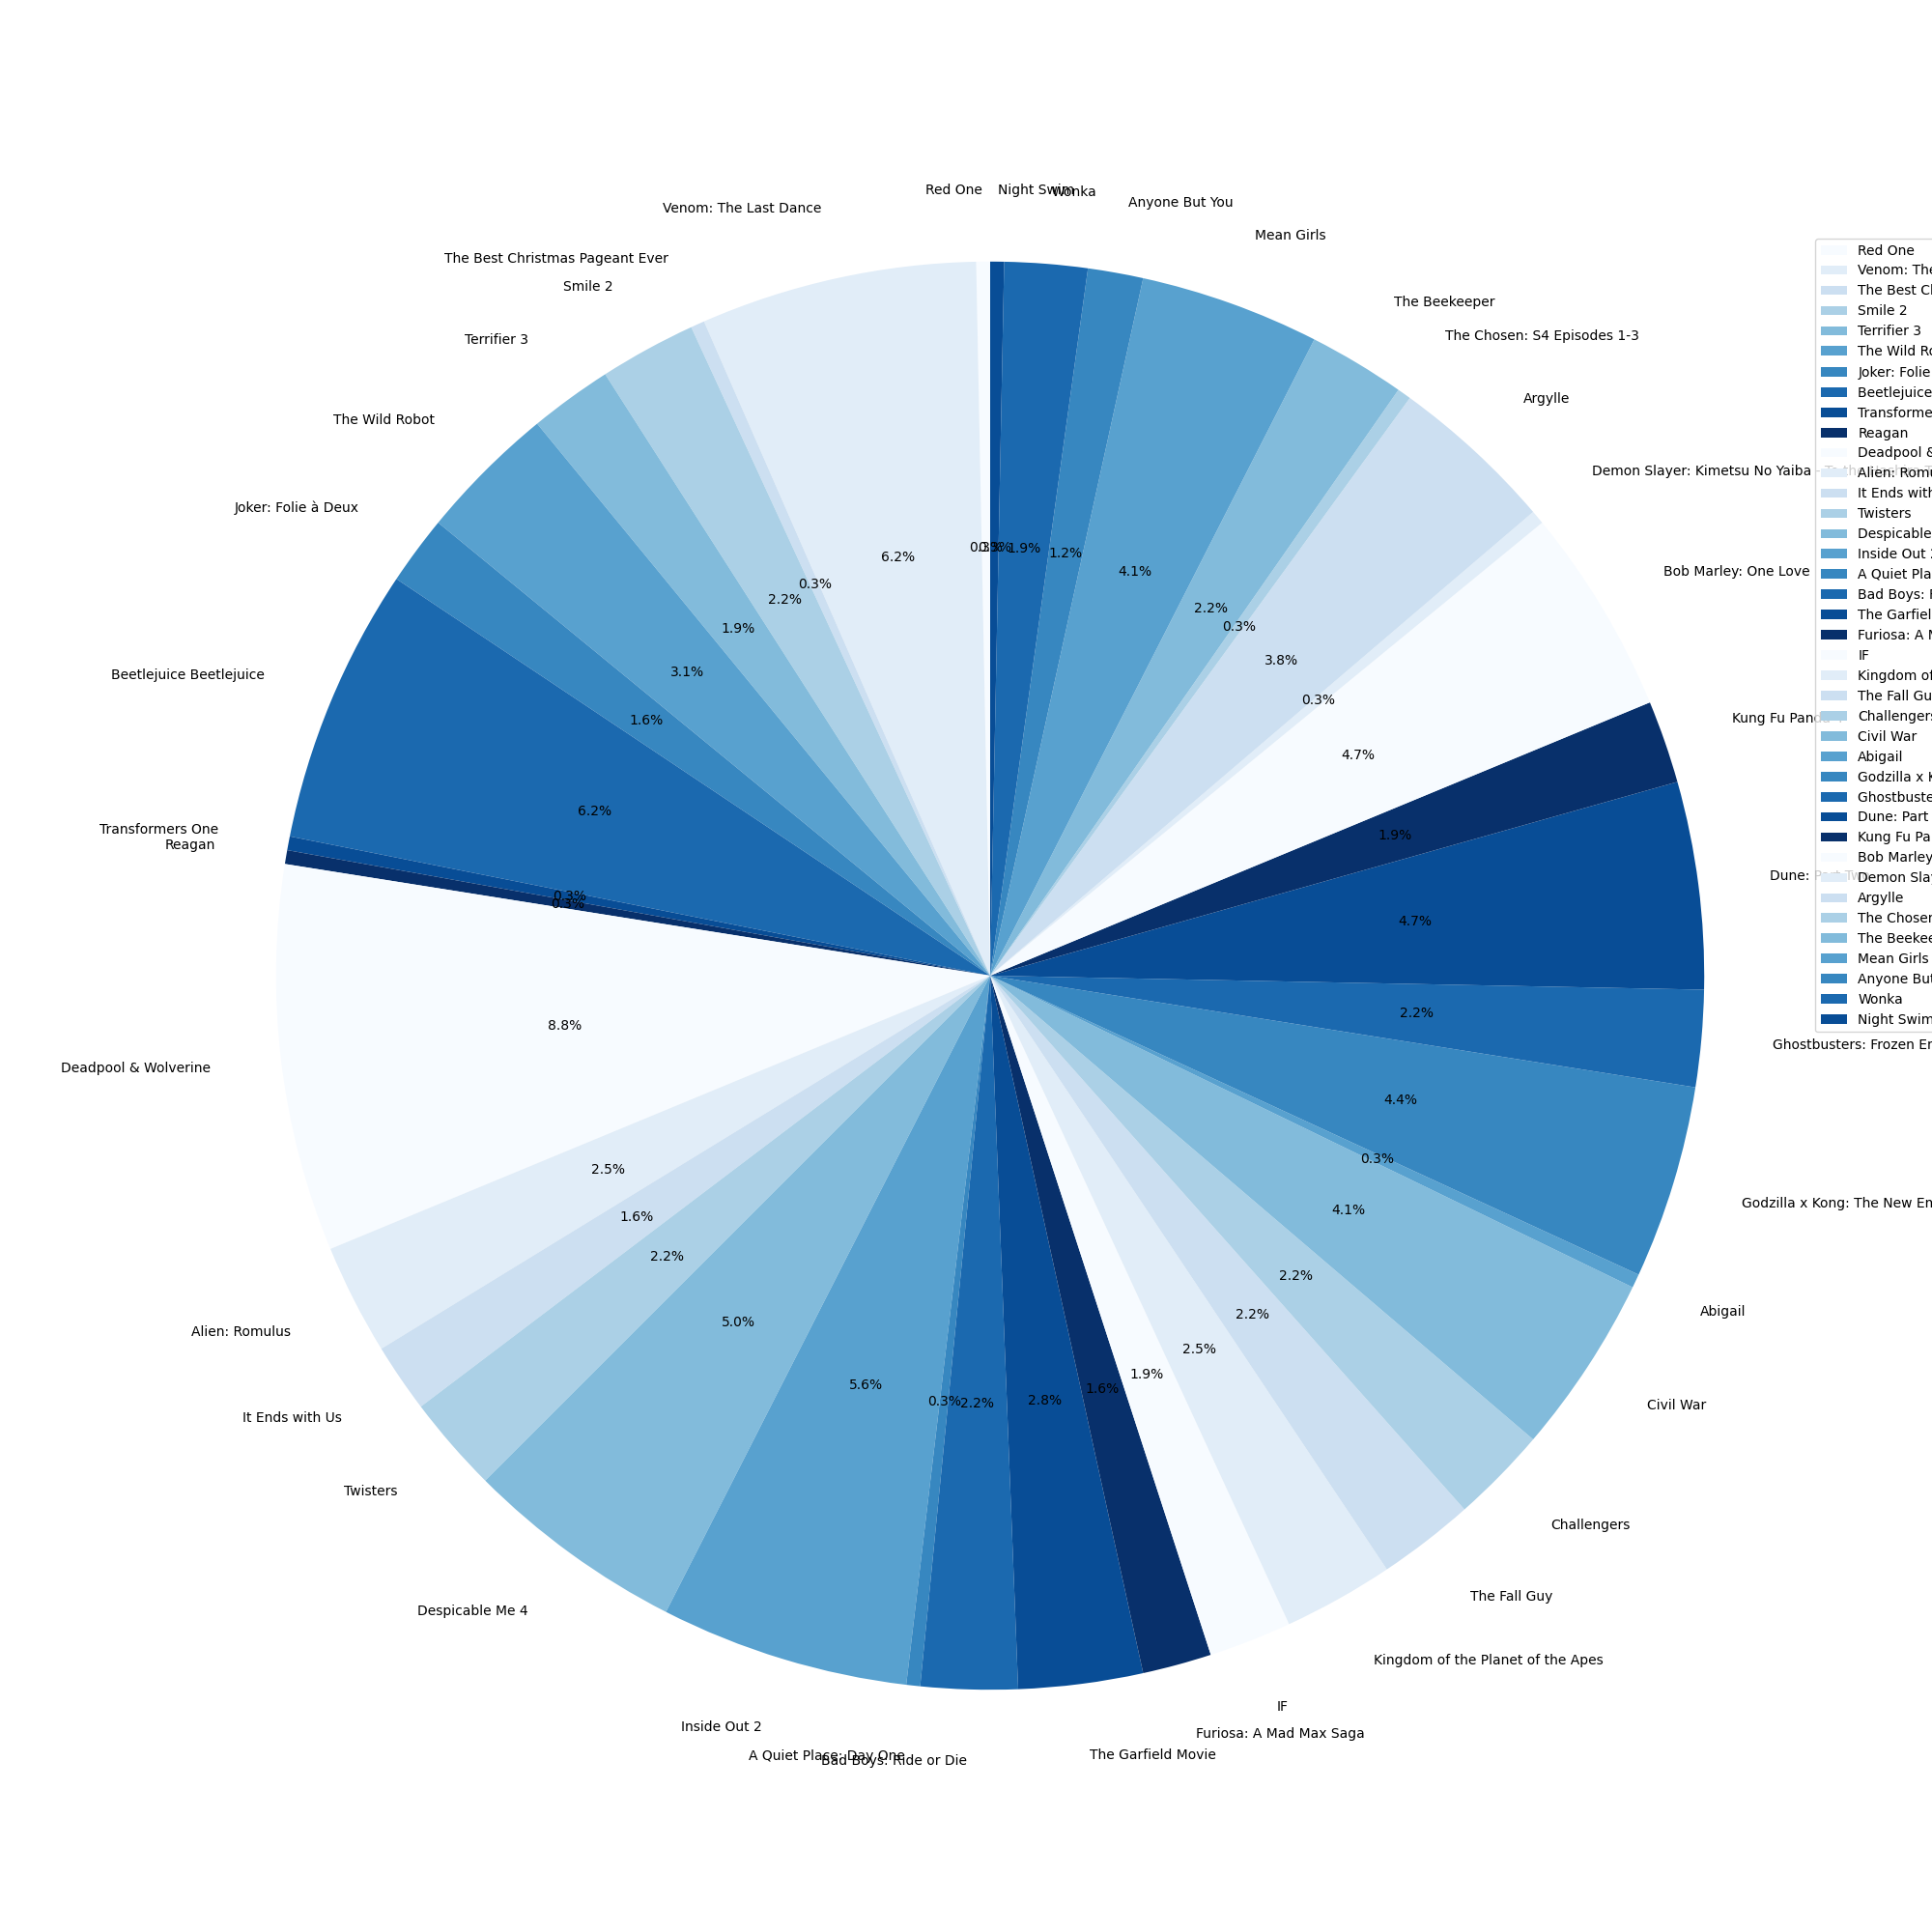 Red One
Night Swim
Wonka
Anyone But You
Mean Girls
The Beekeeper
The Chosen: S4 Episodes 1-3
Argylle
Demon Slayer: Kimetsu No Yaiba - To the
Bob Marley: One Love
Kung Fu Panda 4
Dune: Part Two
Ghostbusters: Frozen
Godzilla x Kong: The New
Abigail
Civil War
Challengers
The Fall Guy
Kingdom of the Planet of the Apes
IF
Furiosa: A Mad Max Saga
The Garfield Movie
Bad Boys: Ride or Die
A Quiet Place: Day One
Inside Out 2
Despicable Me 4
Twisters
It Ends with Us
Alien: Romulus
Deadpool & Wolverine
Reagan
Transformers One
Beetlejuice Beetlejuice
Joker: Folie à Deux
The Wild Robot
Terrifier 3
Smile 2
The Best Christmas Pageant Ever
Venom: The Last Dance
0.3%
0.3%
1.9%
1.2%
4.1%
2.2%
0.3%
3.8%
0.3%
4.7%
1.9%
4.7%
2.2%
4.4%
0.3%
4.1%
2.2%
2.2%
2.5%
1.9%
1.6%
2.8%
2.2%
0.3%
5.6%
5.0%
2.2%
1.6%
2.5%
8.8%
0.3%
0.3%
6.2%
1.6%
3.1%
1.9%
2.2%
0.3%
6.2%
Red One
Venom: The
The Best
Smile 2
Terrifier 3
The Wild
Joker: Folie
Beetlejuice
Transforme
Reagan
Deadpool &
Alien:
It Ends with
Twisters
Despicable
Inside Out
A Quiet
Bad Boys:
The
Furiosa: A
IF
Kingdom of
The Fall
Challengers
Civil War
Abigail
Godzilla x
Ghostbuste
Dune: Part
Kung Fu
Bob Marley
Demon
Argylle
The Chosen
The
Mean Girls
Anyone But
Wonka
Night Swim